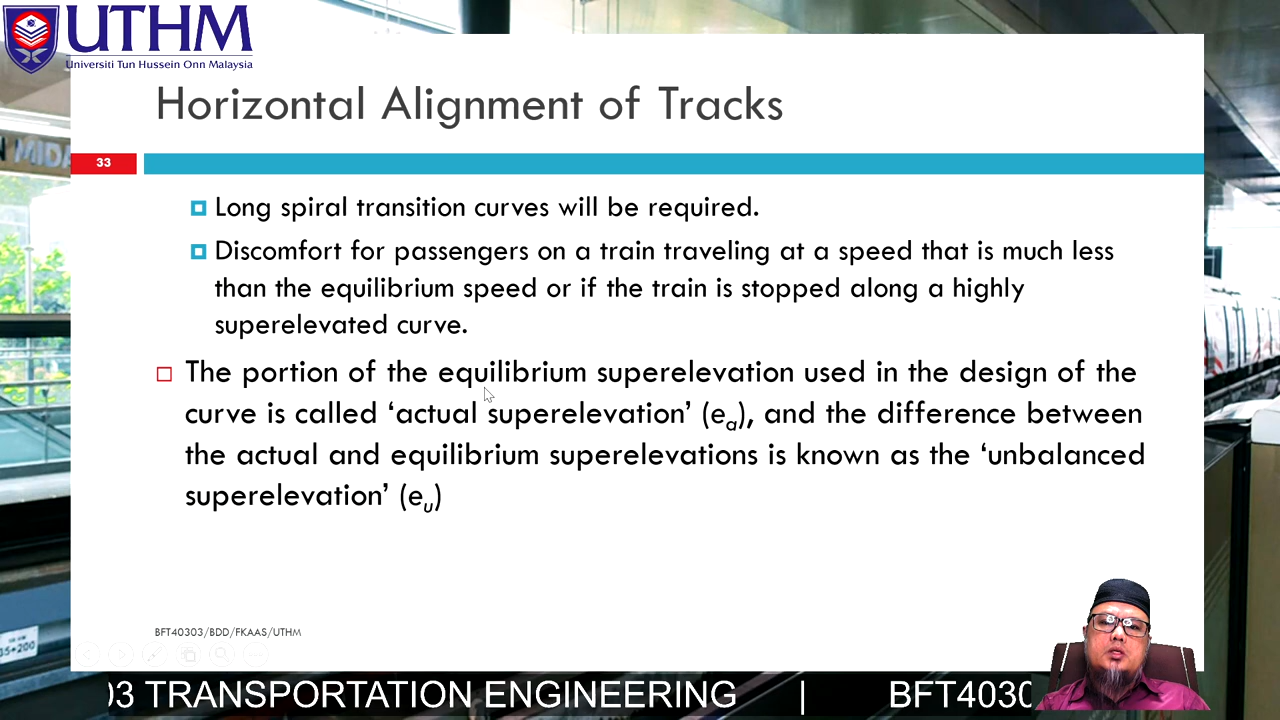 UTHM
Universiti Tun Hussein Onn Malaysia
Horizontal Alignment of Tracks
33
Long spiral transition curves will be required.
Discomfort for passengers on a train traveling at a speed that is much less
than the equilibrium speed or if the train is stopped along a highly
superelevated curve.
The portion of the equilibrium superelevation used in the design of the
curve is called ‘actual superelevation’ (ea), and the difference between
the actual and equilibrium superelevations is known as the ‘unbalanced
superelevation’ (eu)
BFT40303/BDD/FKAAS/UTHM
03 TRANSPORTATION ENGINEERING | BFT4030